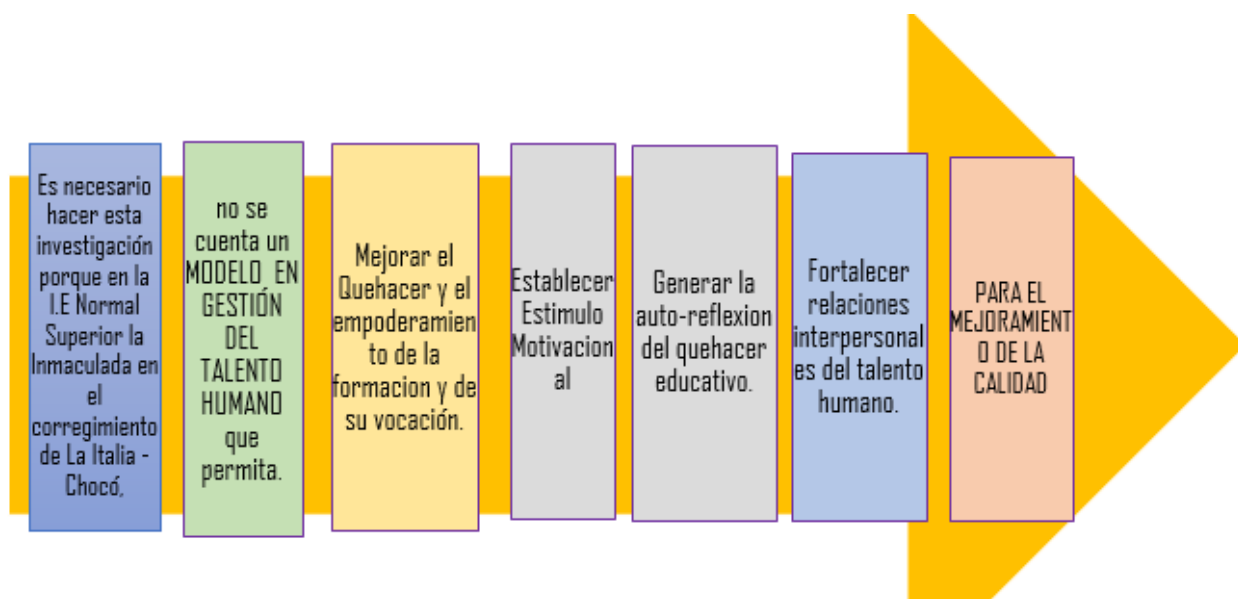 Es necesario
hacer esta
investigación
porque en la
I.E Normal
Superior la
Inmaculada en
el
corregimiento
de La Italia -
Chocó,
no se
cuenta un
MODELO EN
GESTIÓN
DEL
TALENTO
HUMANO
que
permita.
Mejorar el
Quehacer y el
empoderamien
to de la
formacion y de
su vocación.
Establecer
Estimulo
Motivacion
al
Generar la
auto-reflexion
del quehacer
educativo.
Fortalecer
relaciones
interpersonal
es del talento
humano.
PARA EL
MEJORAMIENT
O DE LA
CALIDAD